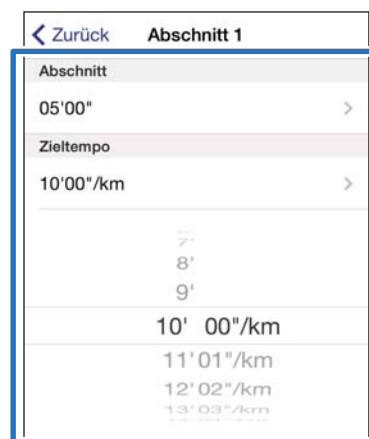 Zurück Abschnitt 1
Abschnitt
05'00"
Zieltempo
10'00"/km
7'
8'
9'
10' 00"/km
11' 01"/km
12' 02"/km
13' 03"/km